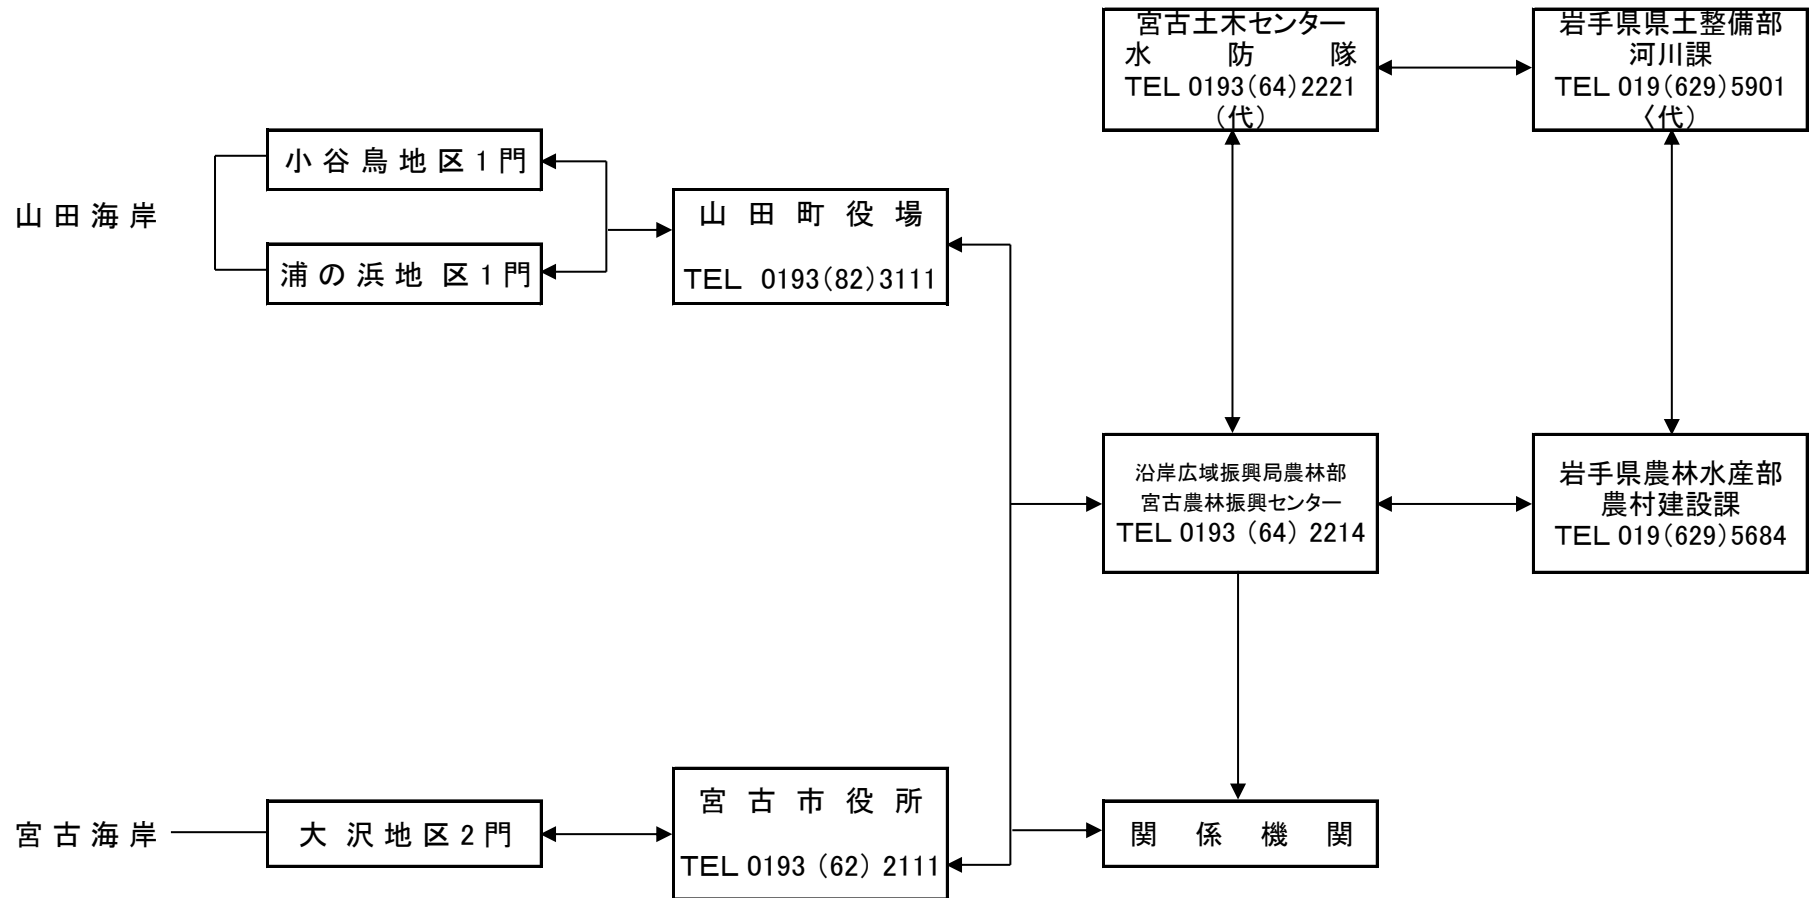 宮古土木センター
水防隊
TEL 0193(64)2221
(代)
岩手県県土整備部
河川課
TEL 019(629)5901
〈代）
山田海岸
小谷鳥地区1門
浦の浜地区1門
山田町役場
TEL 0193(82)3111
沿岸広域振興局農林部
宮古農林振興センター
TEL 0193（64）2214
岩手県農林水産部
農村建設課
TEL 019(629)5684
宮古海岸
大沢地区2門
宮古市役所
TEL 0193（62）2111
関係機関